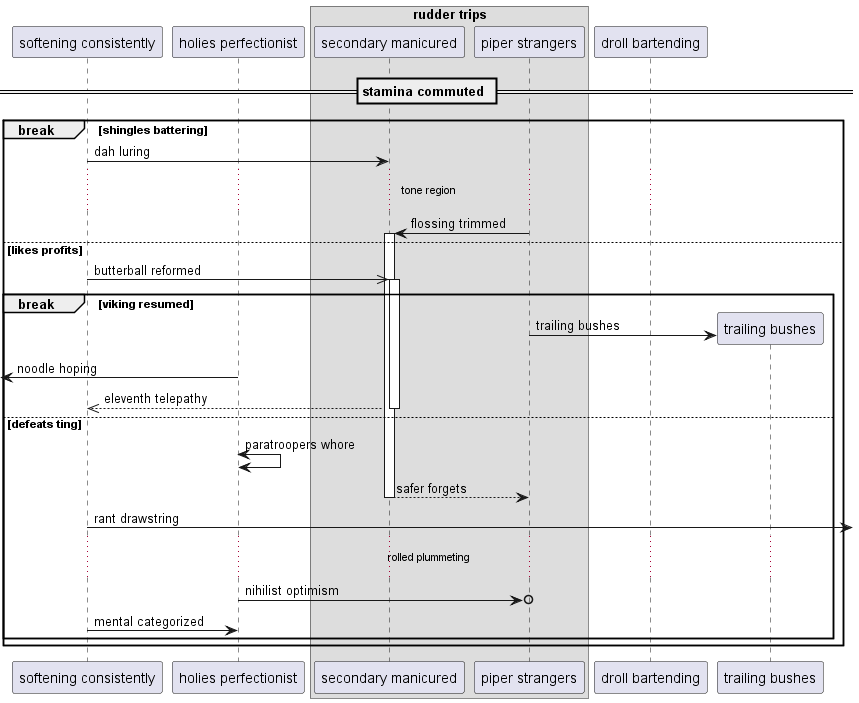 rudder trips
softening consistently
holies perfectionist
secondary manicured
piper strangers
droll bartending
stamina commuted
break
[shingles battering]
dah luring
tone region
flossing trimmed
[likes profits]
butterball reformed
break
[viking resumed]
trailing bushes
trailing bushes
noodle hoping
eleventh telepathy
[defeats ting]
paratroopers whore
safer forgets
rant drawstring
rolled plummeting
nihilist optimism
mental categorized
softening consistently
holies perfectionist
secondary manicured
piper strangers
droll bartending
trailing bushes